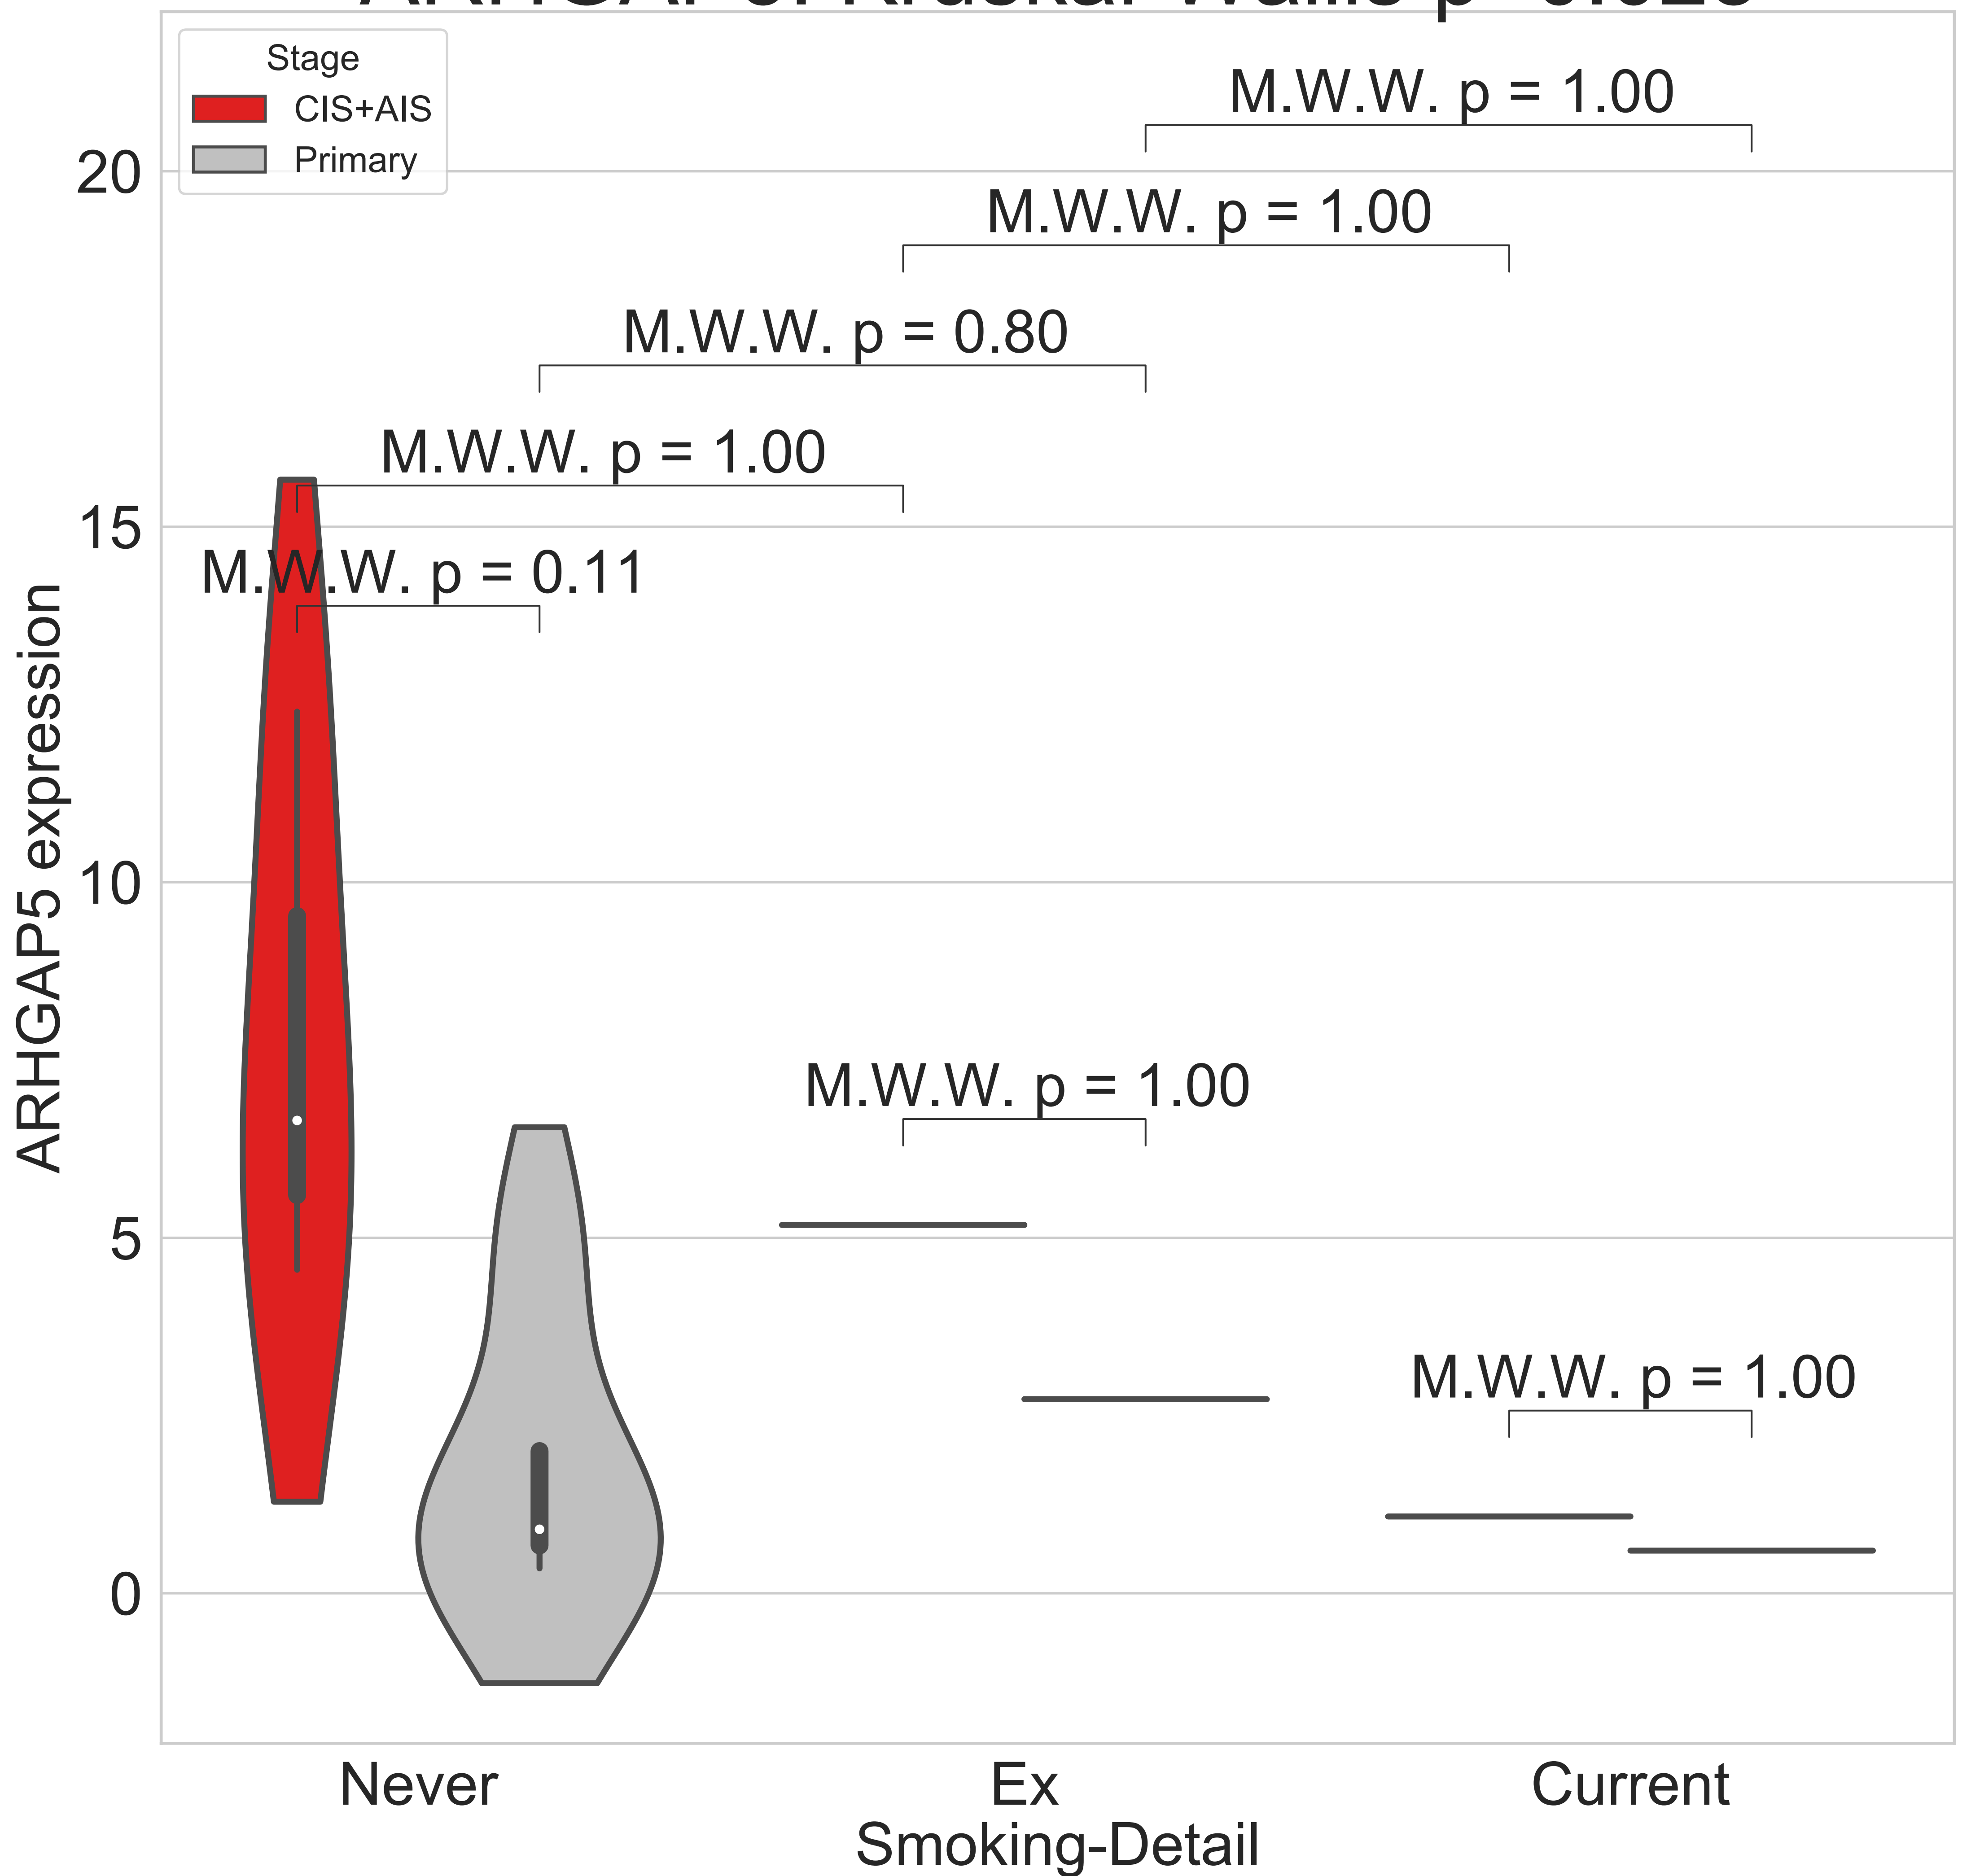 Stage
CIS+AIS
Primary
M.W.W. p = 1.00
20
M.W.W. p = 1.00
M.W.W. p = 0.80
M.W.W. p = 1.00
15
M.W.W. p = 0.11
ARHGAP5 expression
10
M.W.W. p = 1.00
5
M.W.W. p = 1.00
0
Never
Ex
Current
Smoking-Detail